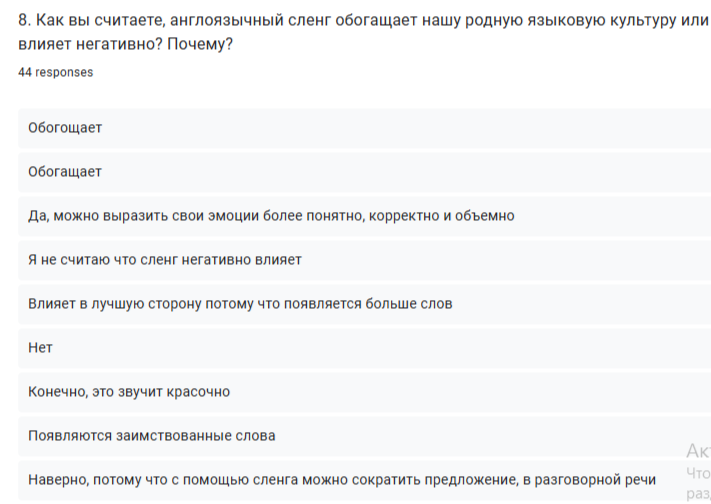 8. Как вы считаете, англоязычный сленг обогащает нашу родную языковую культуру или
влияет негативно? Почему?
44 responses
Обогощает
Обогащает
Да, можно выразить свои эмоции более понятно, корректно и объемно
Я не считаю что сленг негативно влияет
Влияет в лучшую сторону потому что появляется больше слов
Нет
Конечно, это звучит красочно
Появляются заимствованные слова
Наверно, потому что с помощью сленга можно сократить предложение, в разговорной речи